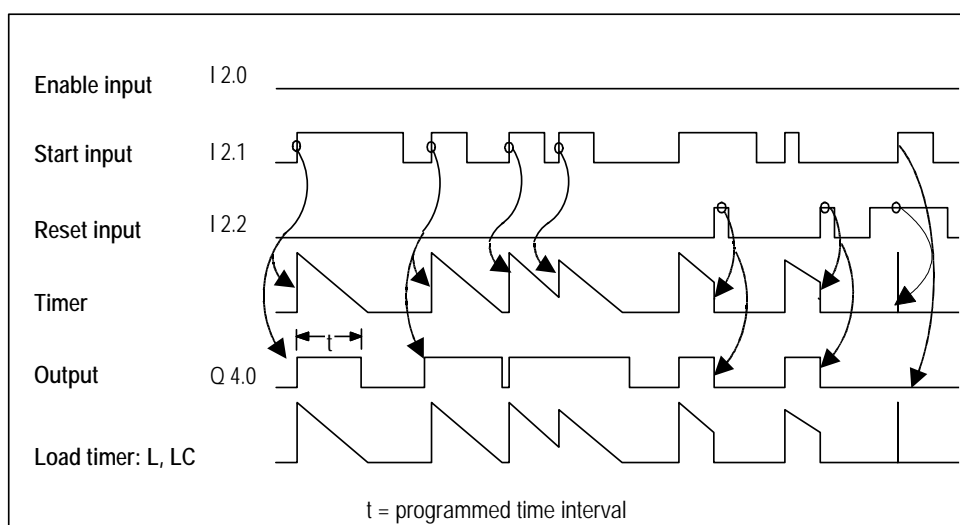 Enable input I 2.0
Start input I 2.1
Reset input I 2.2
Timer
t
Output Q 4.0
Load timer: L, LC
t = programmed time interval